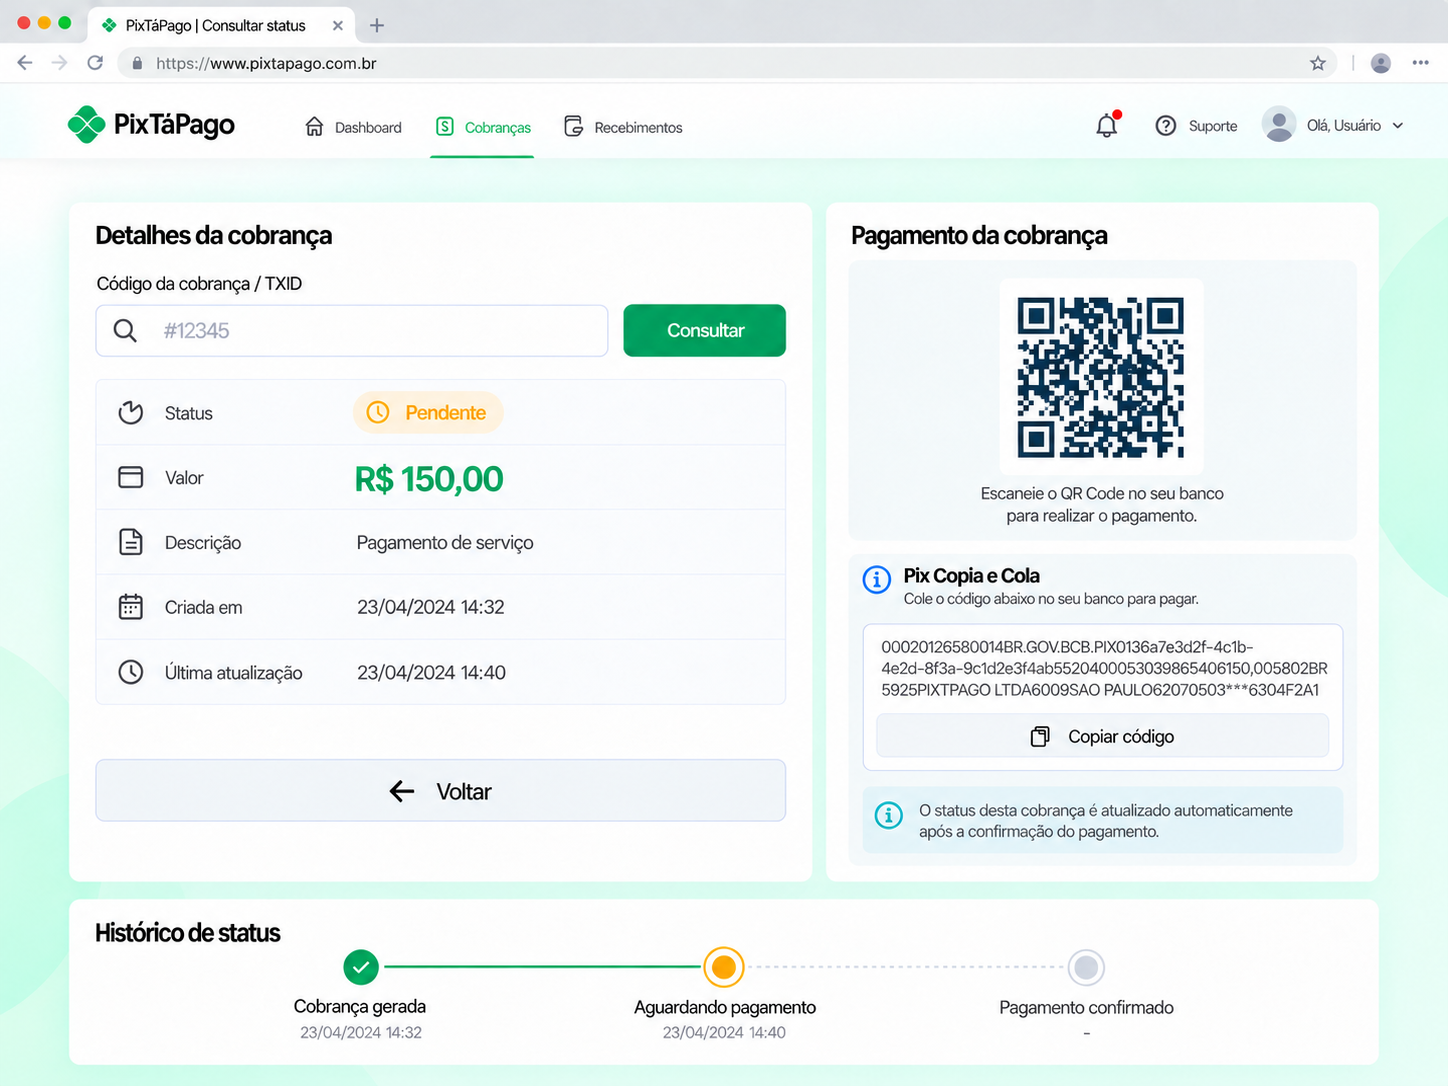 PixTáPago | Consultar status
https://www.pixtapago.com.br
PixTáPago
Dashboard
Cobranças
Recebimentos
Suporte
Olá, Usuário
Detalhes da cobrança
Código da cobrança / TXID
#12345
Consultar
Status
Pendente
Valor
R$ 150,00
Descrição
Pagamento de serviço
Criada em
23/04/2024 14:32
Última atualização
23/04/2024 14:40
Voltar
Pagamento da cobrança
Escaneie o QR Code no seu banco
para realizar o pagamento.
Pix Copia e Cola
Cole o código abaixo no seu banco para pagar.
00020126580014BR.GOV.BCB.PIX0136a7e3d2f-4c1b-
4e2d-8f3a-9c1d2e3f4ab5520400053039865406150,005802BR
5925PIXTPAGO LTDA6009SAO PAULO62070503***6304F2A1
Copiar código
O status desta cobrança é atualizado automaticamente
após a confirmação do pagamento.
Histórico de status
Cobrança gerada
23/04/2024 14:32
Aguardando pagamento
23/04/2024 14:40
Pagamento confirmado
-